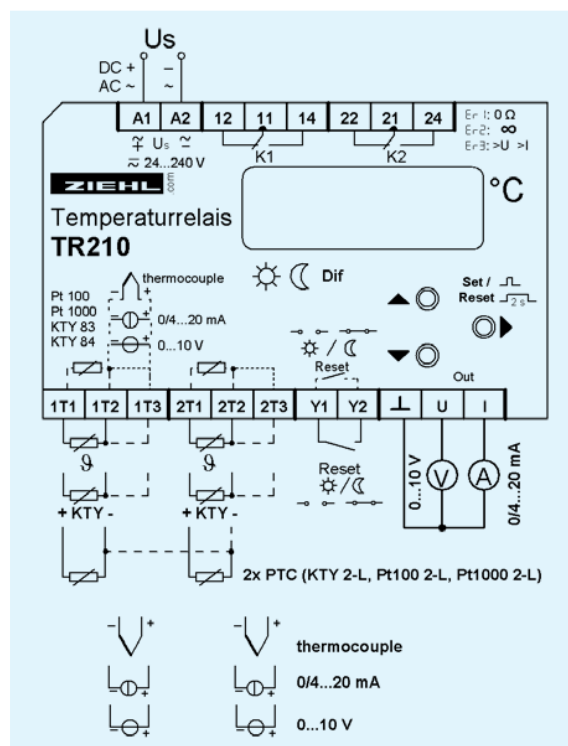 Us
DC + –
AC ~ ~
A1 A2 12 11 14 22 21 24
Us
K1 K2
24...240 V
Er1: 0 Ω
Er2: ∞
Er3: >U >I
ZIEHL .com
°C
Temperaturrelais
TR210
thermocouple
Dif
– +
Pt 100
Pt 1000
KTY 83
KTY 84
0/4...20 mA
0...10 V
Set /
Reset 2s
/
Reset
Out
1T1 1T2 1T3 2T1 2T2 2T3 Y1 Y2 ⊥ U I
ϑ ϑ
Reset
/
+ KTY - + KTY -
0...10 V
V
A
0/4...20 mA
2x PTC (KTY 2-L, Pt100 2-L, Pt1000 2-L)
– + – +
thermocouple
– + – +
0/4...20 mA
– + – +
0...10 V